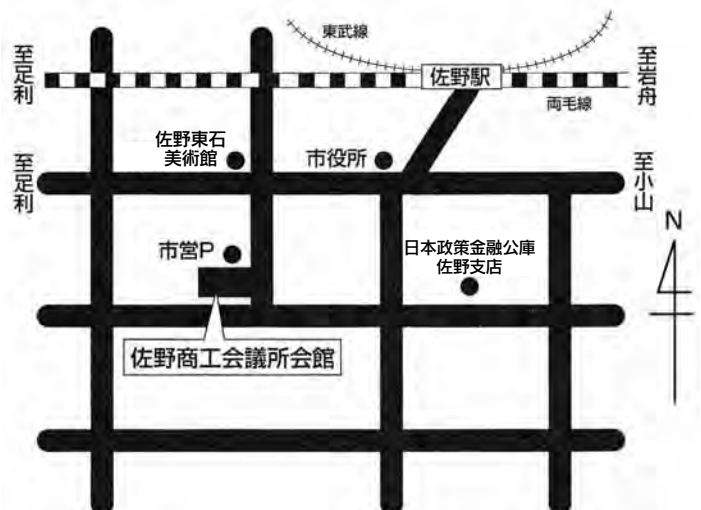 東武線
至足利
佐野駅
至岩舟
両毛線
佐野東石
美術館
市役所
至足利
至小山
市営P
日本政策金融公庫
佐野支店
N
佐野商工会議所会館